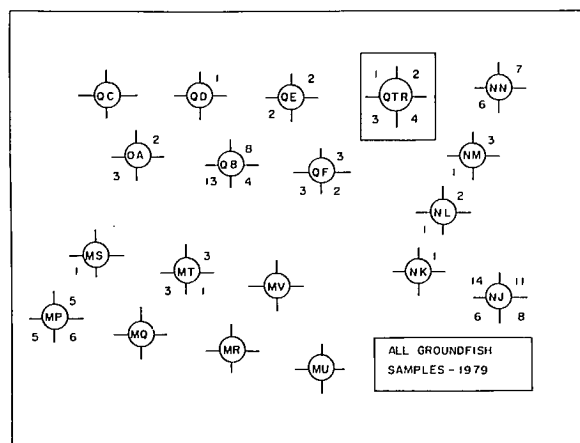 1 2
QTR
3 4
QC
1
QD
2
QE
2
7
NN
6
2
OA
3
8
QB
13 4
3
QF
3 2
3
NM
1
2
NL
1
MS
1
3
MT
3 1
MV
1
NK
14 11
NJ
6 8
5
MP
5 6
MQ
MR
MU
ALL GROUNDFISH
SAMPLES - 1979